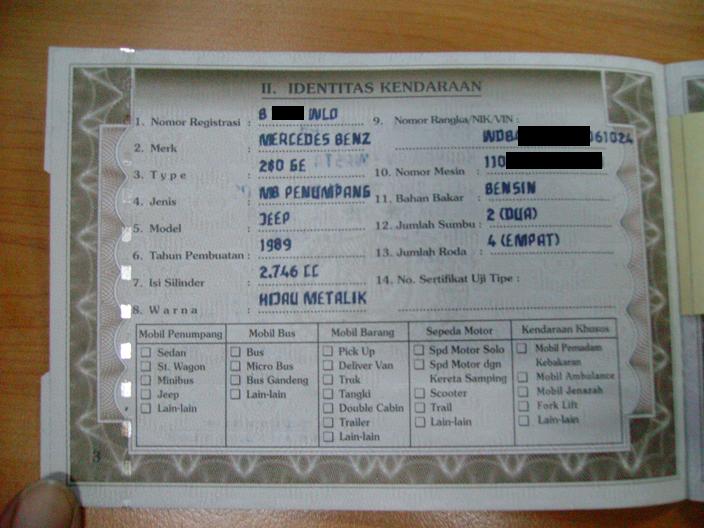 II. IDENTITAS KENDARAAN
1. Nomor Registrasi : B WLO
2. Merk : MERCEDES BENZ
3. Type : 280 GE
4. Jenis : MB PENUMPANG
5. Model : JEEP
6. Tahun Pembuatan : 1989
7. Isi Silinder : 2.746 CC
8. Warna : HIJAU METALIK
9. Nomor Rangka/NIK/VIN :
WDBA 061024
10. Nomor Mesin : 110
11. Bahan Bakar : BENSIN
12. Jumlah Sumbu : 2 (DUA)
13. Jumlah Roda : 4 (EMPAT)
14. No. Sertifikat Uji Tipe :
Mobil Penumpang
Sedan
St. Wagon
Minibus
Jeep
Lain-lain
Mobil Bus
Bus
Micro Bus
Bus Gandeng
Lain-lain
Mobil Barang
Pick Up
Deliver Van
Truk
Tangki
Double Cabin
Trailer
Lain-lain
Sepeda Motor
Spd Motor Solo
Spd Motor dgn
Kereta Samping
Scooter
Trail
Lain-lain
Kendaraan Khusos
Mobil Pemadam
Kebakaran
Mobil Ambulance
Mobil Jenazah
Fork Lift
Lain-lain
3